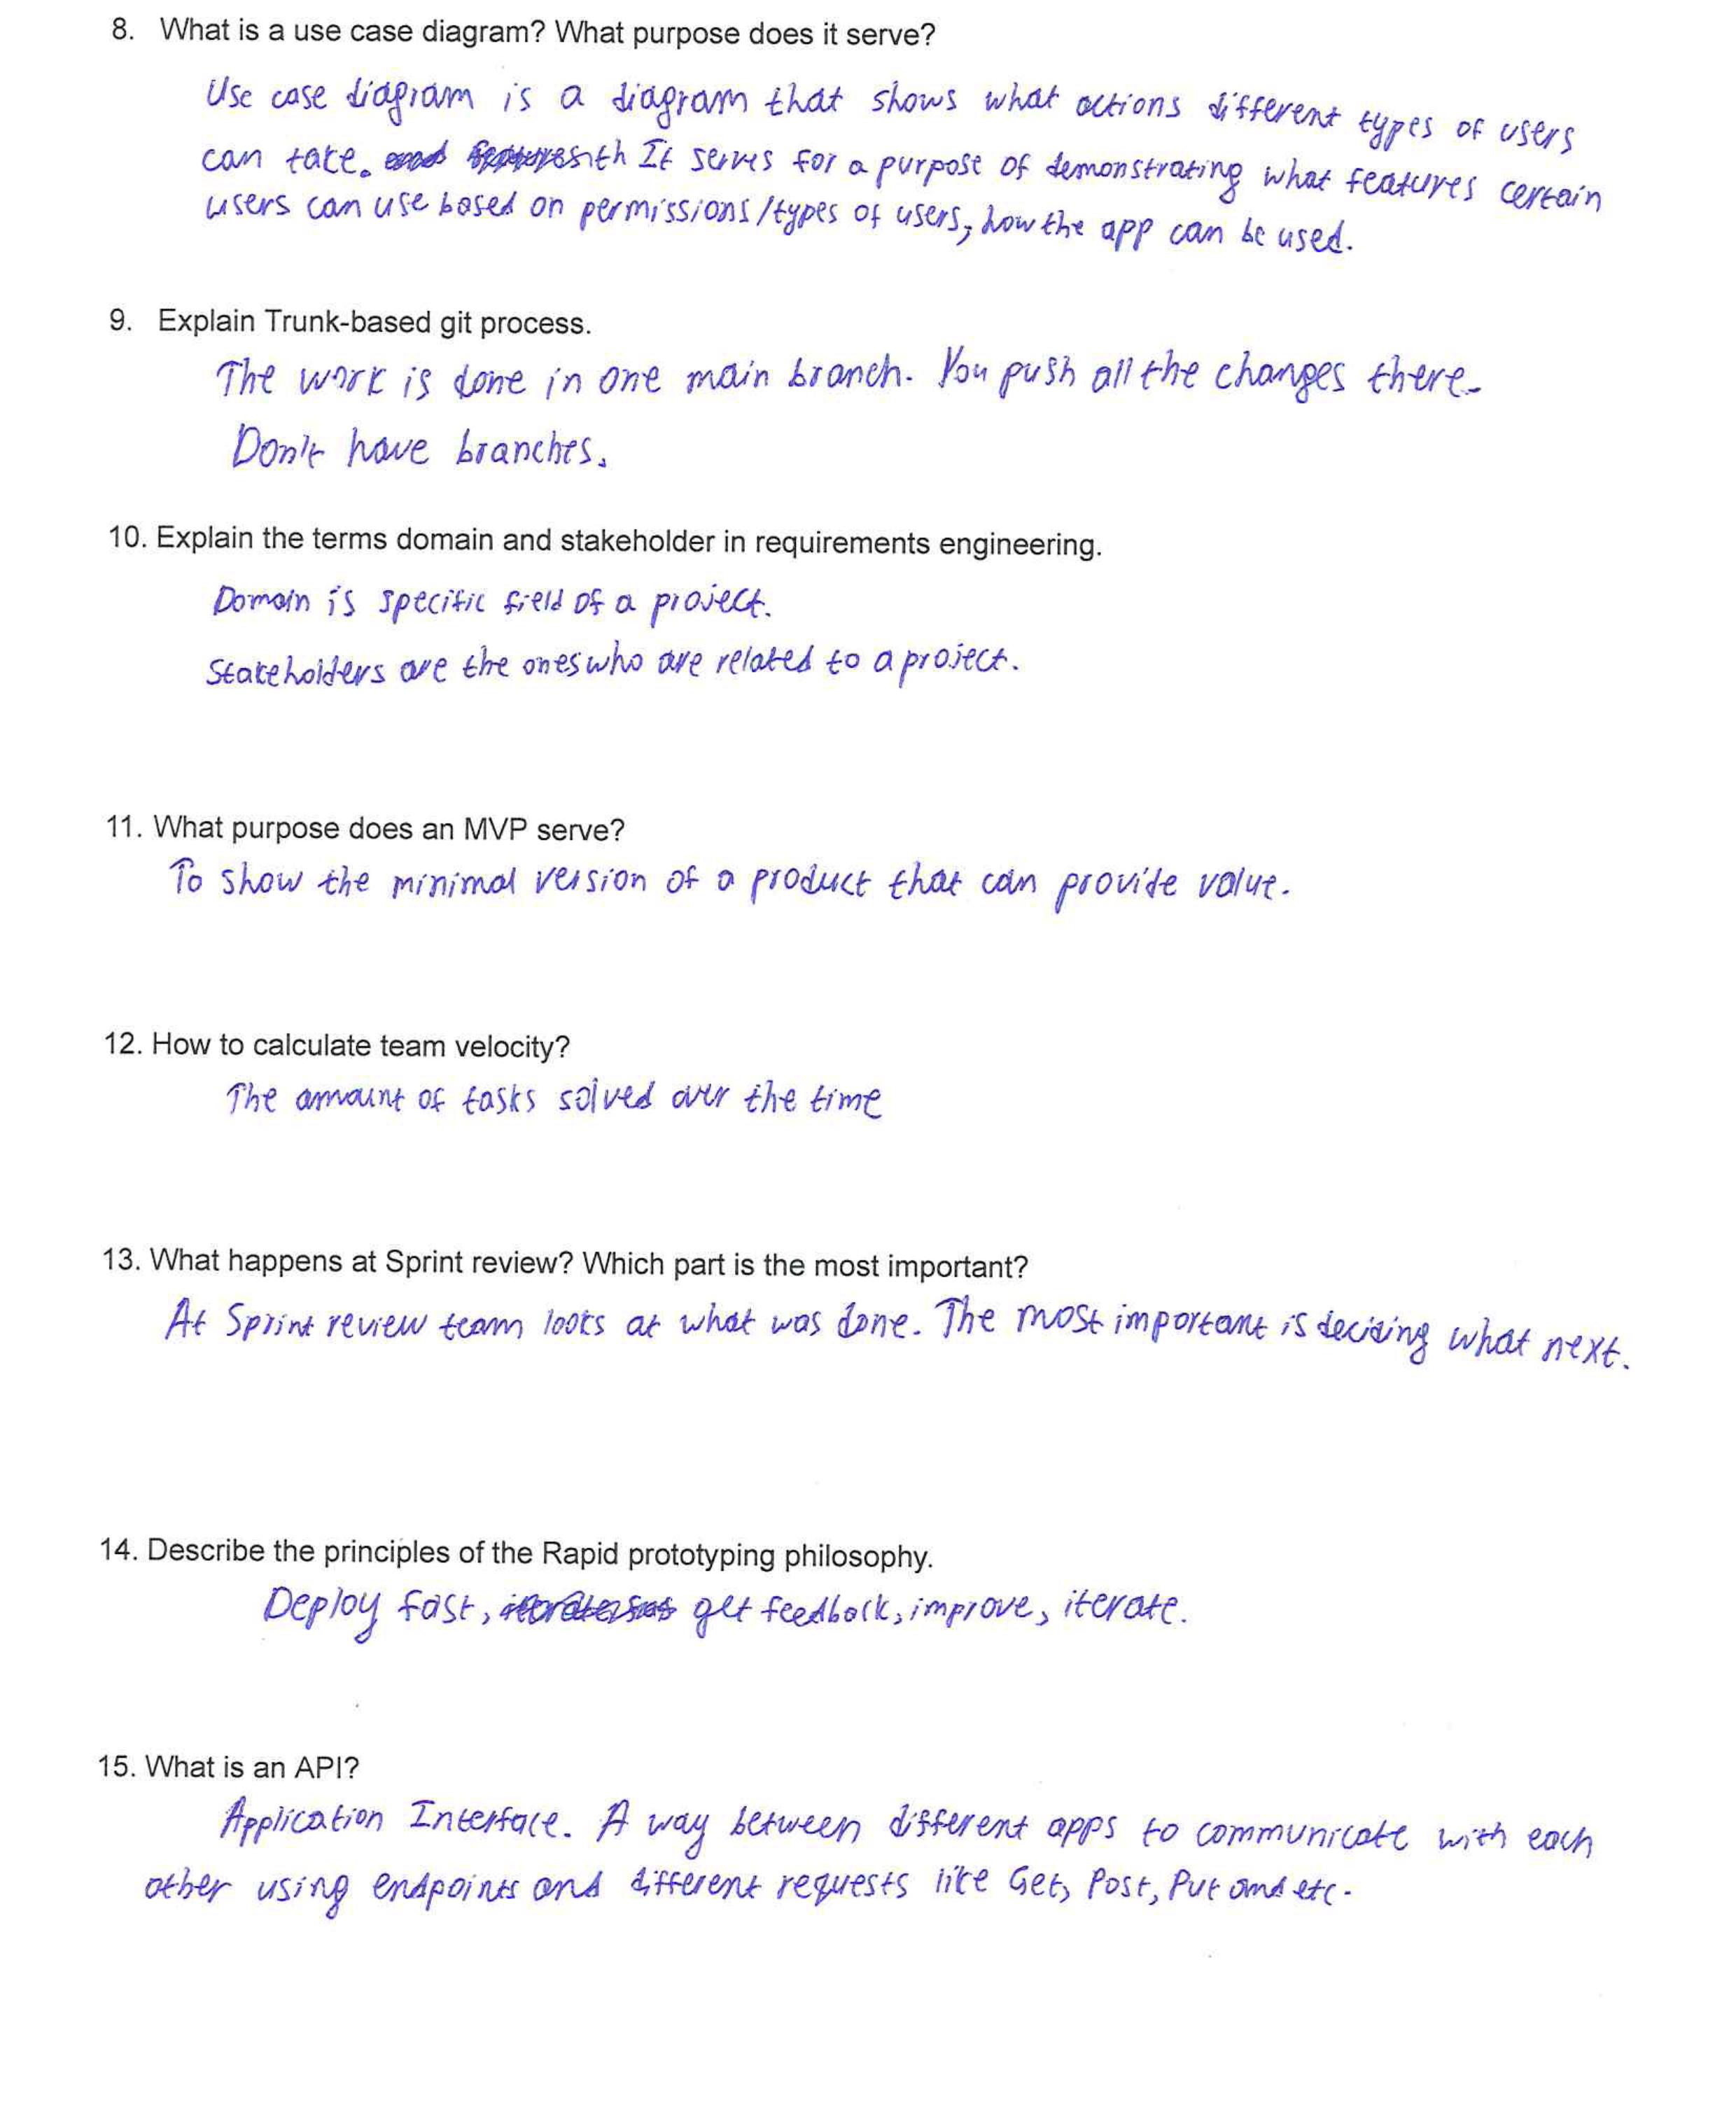 8. What is a use case diagram? What purpose does it serve?
Use case diagram is a diagram that shows what actions different types of users
can take. It serves for a purpose of demonstrating what features certain
users can use based on permissions/types of users, how the app can be used.
9. Explain Trunk-based git process.
The work is done in one main branch. You push all the changes there.
Don't have branches.
10. Explain the terms domain and stakeholder in requirements engineering.
Domain is specific field of a project.
Stakeholders are the ones who are related to a project.
11. What purpose does an MVP serve?
To show the minimal version of a product that can provide value.
12. How to calculate team velocity?
The amount of tasks solved over the time
13. What happens at Sprint review? Which part is the most important?
At Sprint review team looks at what was done. The most important is deciding what next.
14. Describe the principles of the Rapid prototyping philosophy.
Deploy fast, get feedback, improve, iterate.
15. What is an API?
Application Interface. A way between different apps to communicate with each
other using endpoints and different requests like Get, Post, Put and etc.